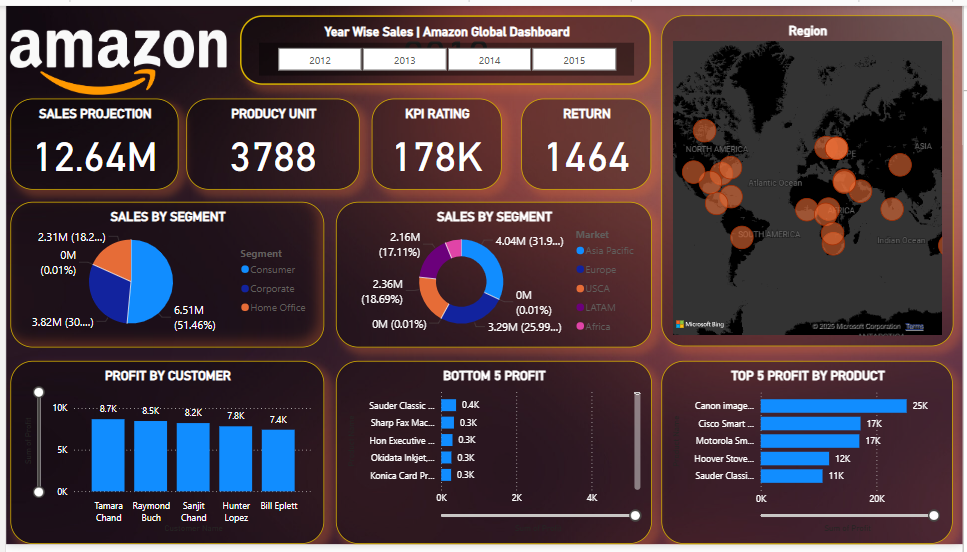 amazon
Year Wise Sales | Amazon Global Dashboard
2012
2013
2014
2015
Region
NORTH AMERICA
ASIA
Atlantic Ocean
SOUTH AMERICA
Indian Ocean
Microsoft Bing
© 2025 Microsoft Corporation Terms
SALES PROJECTION
12.64M
PRODUCY UNIT
3788
KPI RATING
178K
RETURN
1464
SALES BY SEGMENT
2.31M (18.2...)
0M
(0.01%)
3.82M (30....)
6.51M
(51.46%)
Segment
Consumer
Corporate
Home Office
SALES BY SEGMENT
2.16M
(17.11%)
2.36M
(18.69%)
0M (0.01%)
4.04M (31.9...)
0M
(0.01%)
3.29M (25.99...)
Market
Asia Pacific
Europe
USCA
LATAM
Africa
PROFIT BY CUSTOMER
10K
5K
0K
8.7K
8.5K
8.2K
7.8K
7.4K
Tamara
Chand
Raymond
Buch
Sanjit
Chand
Hunter
Lopez
Bill Eplett
BOTTOM 5 PROFIT
Sauder Classic ... 0.4K
Sharp Fax Mac... 0.3K
Hon Executive ... 0.3K
Okidata Inkjet,... 0.3K
Konica Card Pr... 0.3K
0K 2K 4K
TOP 5 PROFIT BY PRODUCT
Canon image... 25K
Cisco Smart ... 17K
Motorola Sm... 17K
Hoover Stove... 12K
Sauder Classi... 11K
0K 20K